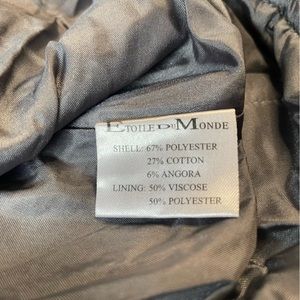 ETOILE DU MONDE
SHELL: 67% POLYESTER
27% COTTON
6% ANGORA
LINING: 50% VISCOSE
50% POLYESTER